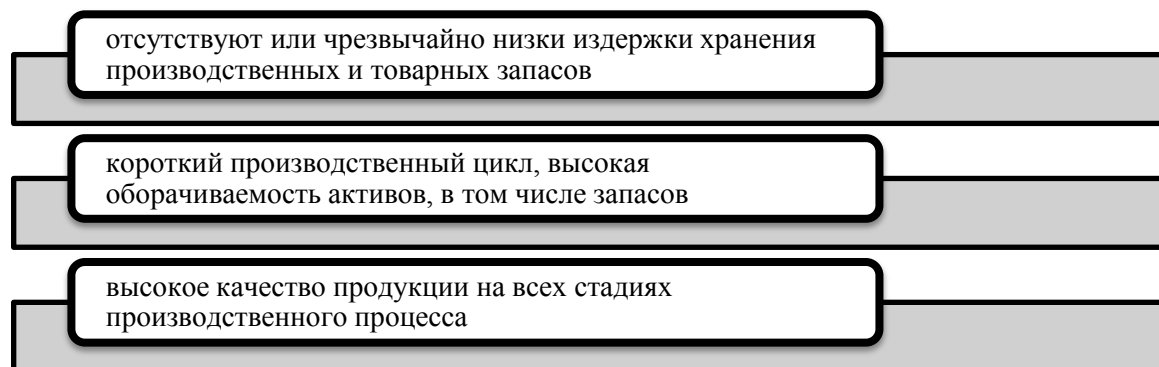 отсутствуют или чрезвычайно низки издержки хранения
производственных и товарных запасов
короткий производственный цикл, высокая
оборачиваемость активов, в том числе запасов
высокое качество продукции на всех стадиях
производственного процесса